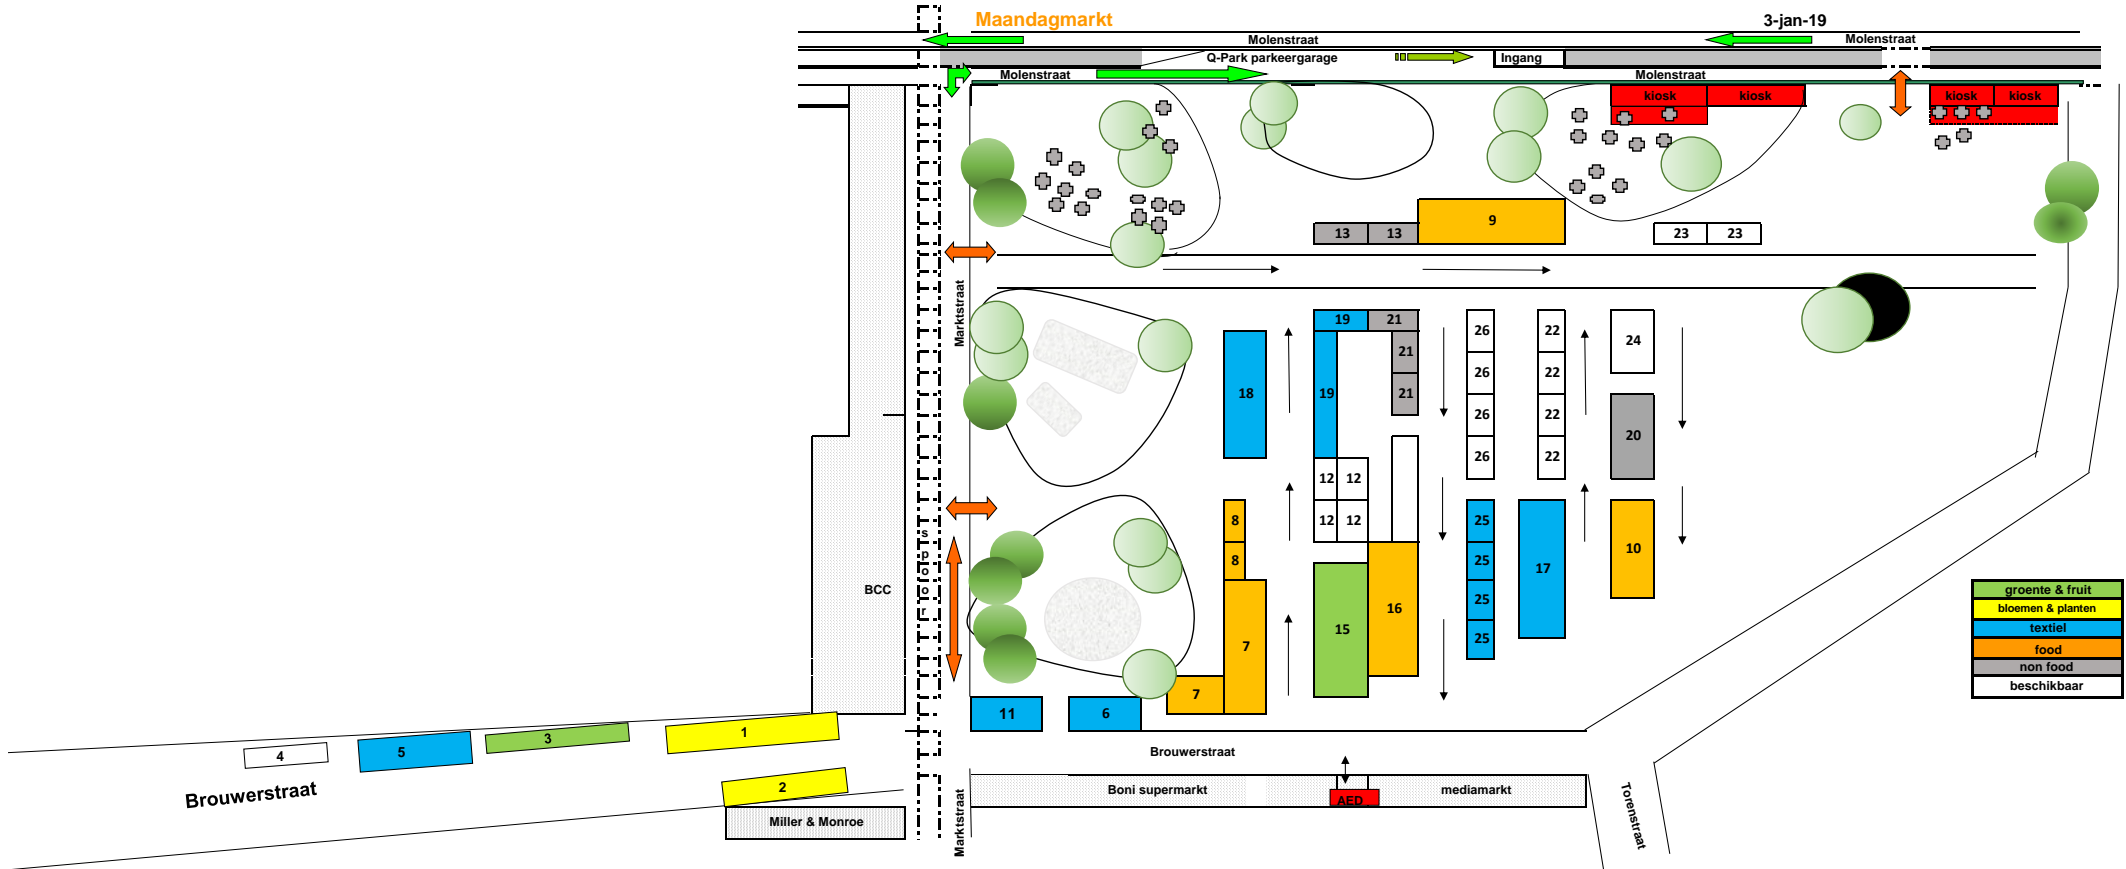 Maandagmarkt
3-jan-19
Molenstraat
Molenstraat
Q-Park parkeergarage
Ingang
Molenstraat
Molenstraat
kiosk
kiosk
kiosk
kiosk
9
13
13
23
23
Marktstraat
19
21
26
22
24
21
26
22
18
19
21
26
22
20
26
22
12
12
8
12
12
25
spoor
8
25
17
10
BCC
25
16
15
25
7
7
11
6
groente & fruit
bloemen & planten
textiel
food
non food
beschikbaar
1
3
5
4
2
Brouwerstraat
Brouwerstraat
Boni supermarkt
AED
mediamarkt
Miller & Monroe
Marktstraat
Torenstraat